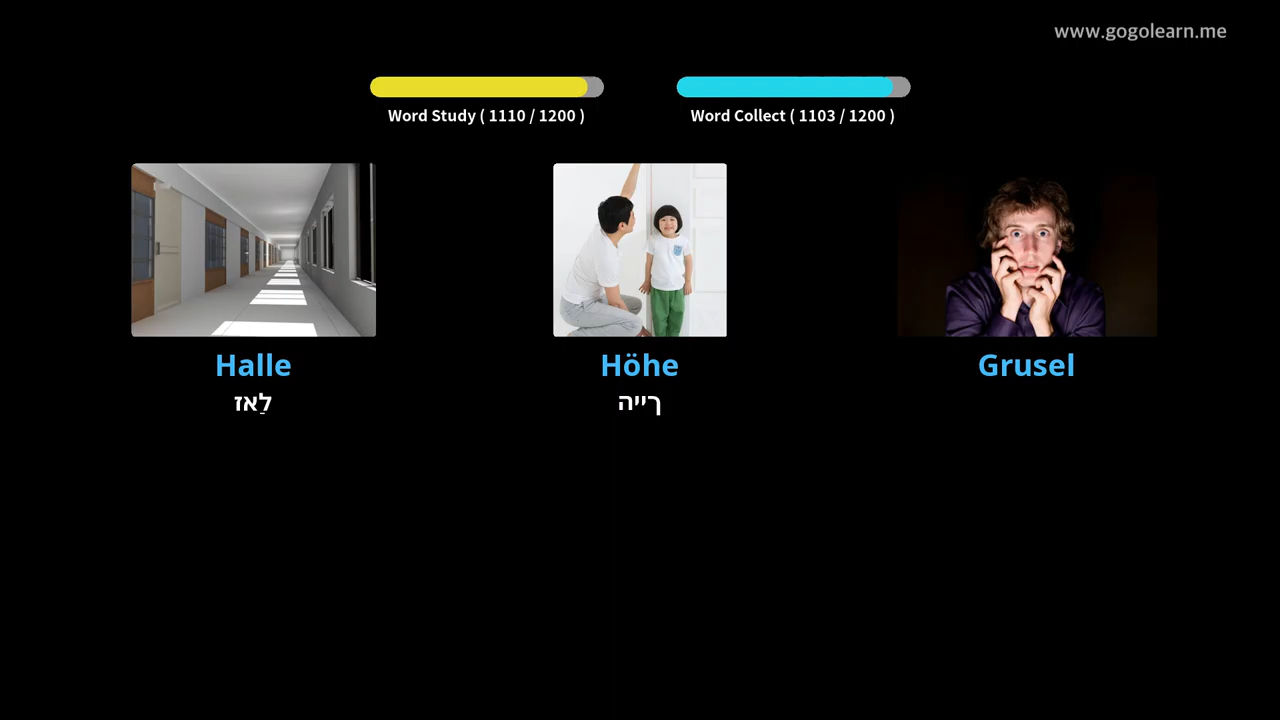 www.gogolearn.me
Word Study ( 1110 / 1200 )
Word Collect ( 1103 / 1200 )
Halle
לַאז
Höhe
ךייה
Grusel